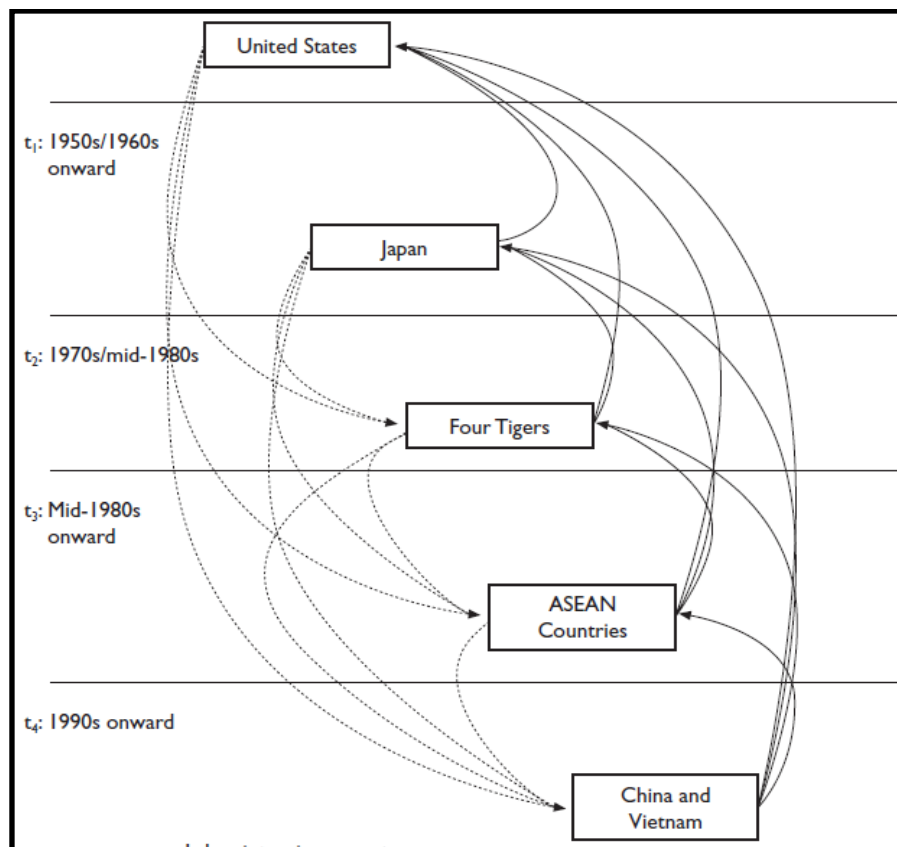 United States
t₁: 1950s/1960s
onward
Japan
t₂: 1970s/mid-1980s
Four Tigers
t₃: Mid-1980s
onward
ASEAN
Countries
t₄: 1990s onward
China and
Vietnam